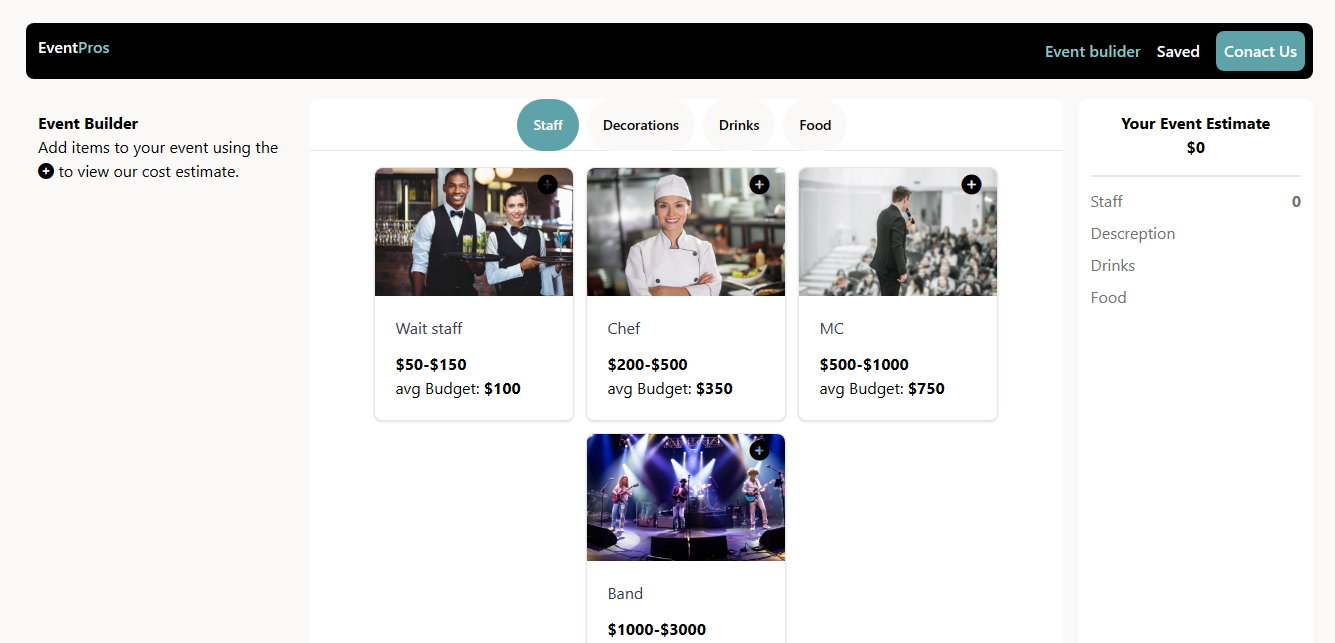 EventPros
Event builder Saved Conact Us
Event Builder
Add items to your event using the
to view our cost estimate.
Staff Decorations Drinks Food
Wait staff
$50-$150
avg Budget: $100
Chef
$200-$500
avg Budget: $350
MC
$500-$1000
avg Budget: $750
Band
$1000-$3000
Your Event Estimate
$0
Staff 0
Descreption
Drinks
Food